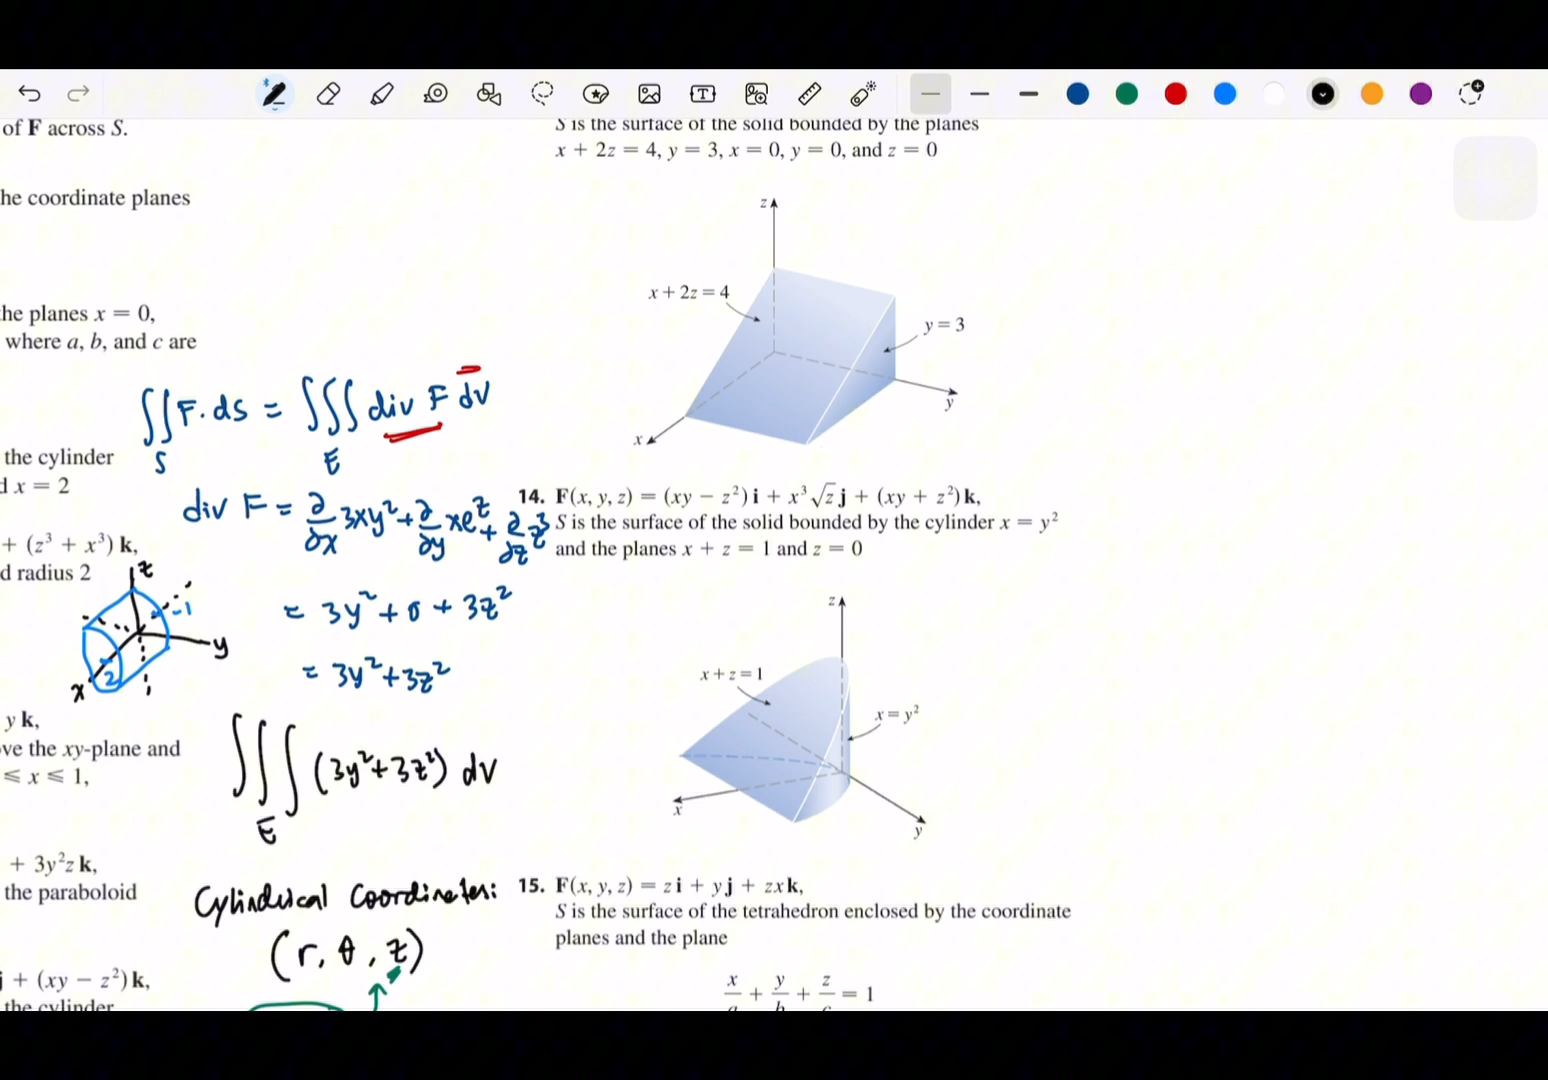 of F across S.
he coordinate planes
he planes x = 0,
where a, b, and c are
∬ F. ds = ∭ div F dv
S E
the cylinder
d x = 2
div F = ∂/∂x 3xy² + ∂/∂y xe^z + ∂/∂z z³
+ (z³ + x³) k,
d radius 2
z
-1
y
2
x
= 3y² + 0 + 3z²
= 3y² + 3z²
y k,
ve the xy-plane and
≤ x ≤ 1,
∭ (3y² + 3z²) dv
E
+ 3y²z k,
the paraboloid
Cylindrical Coordinates:
(r, θ, z)
+ (xy − z²) k,
the cylinder
S is the surface of the solid bounded by the planes
x + 2z = 4, y = 3, x = 0, y = 0, and z = 0
z
x + 2z = 4
y = 3
y
x
14. F(x, y, z) = (xy − z²) i + x³ √z j + (xy + z²) k,
S is the surface of the solid bounded by the cylinder x = y²
and the planes x + z = 1 and z = 0
z
x + z = 1
x = y²
x
y
15. F(x, y, z) = z i + y j + zx k,
S is the surface of the tetrahedron enclosed by the coordinate
planes and the plane
x/a + y/b + z/c = 1